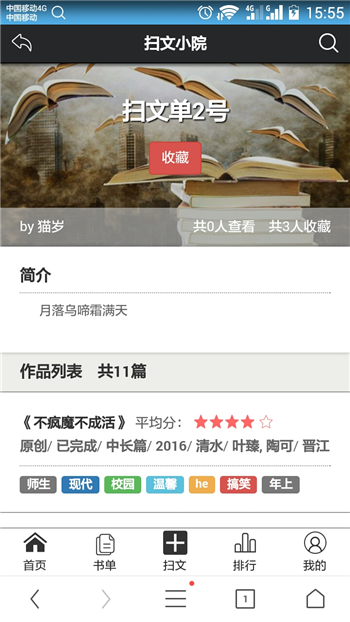 中国移动4G
中国移动
4G
G
15:55
扫文小院
扫文单2号
收藏
by 猫岁
共0人查看 共3人收藏
简介
月落乌啼霜满天
作品列表 共11篇
《 不疯魔不成活 》 平均分：
原创/ 已完成/ 中长篇/ 2016/ 清水/ 叶臻, 陶可/ 晋江
师生 现代 校园 温馨 he 搞笑 年上
首页 书单 扫文 排行 我的
1